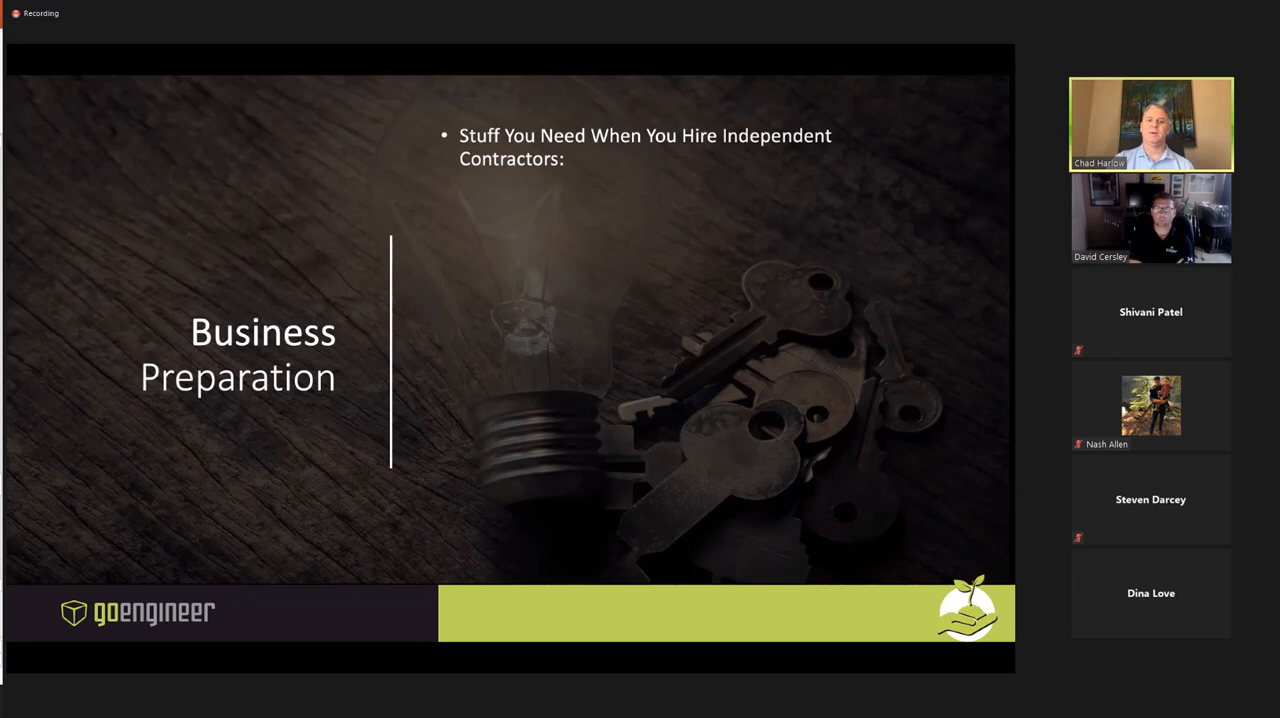 Recording
• Stuff You Need When You Hire Independent
Contractors:
Business
Preparation
goengineer
Chad Harlow
David Cersley
Shivani Patel
Nash Allen
Steven Darcey
Dina Love